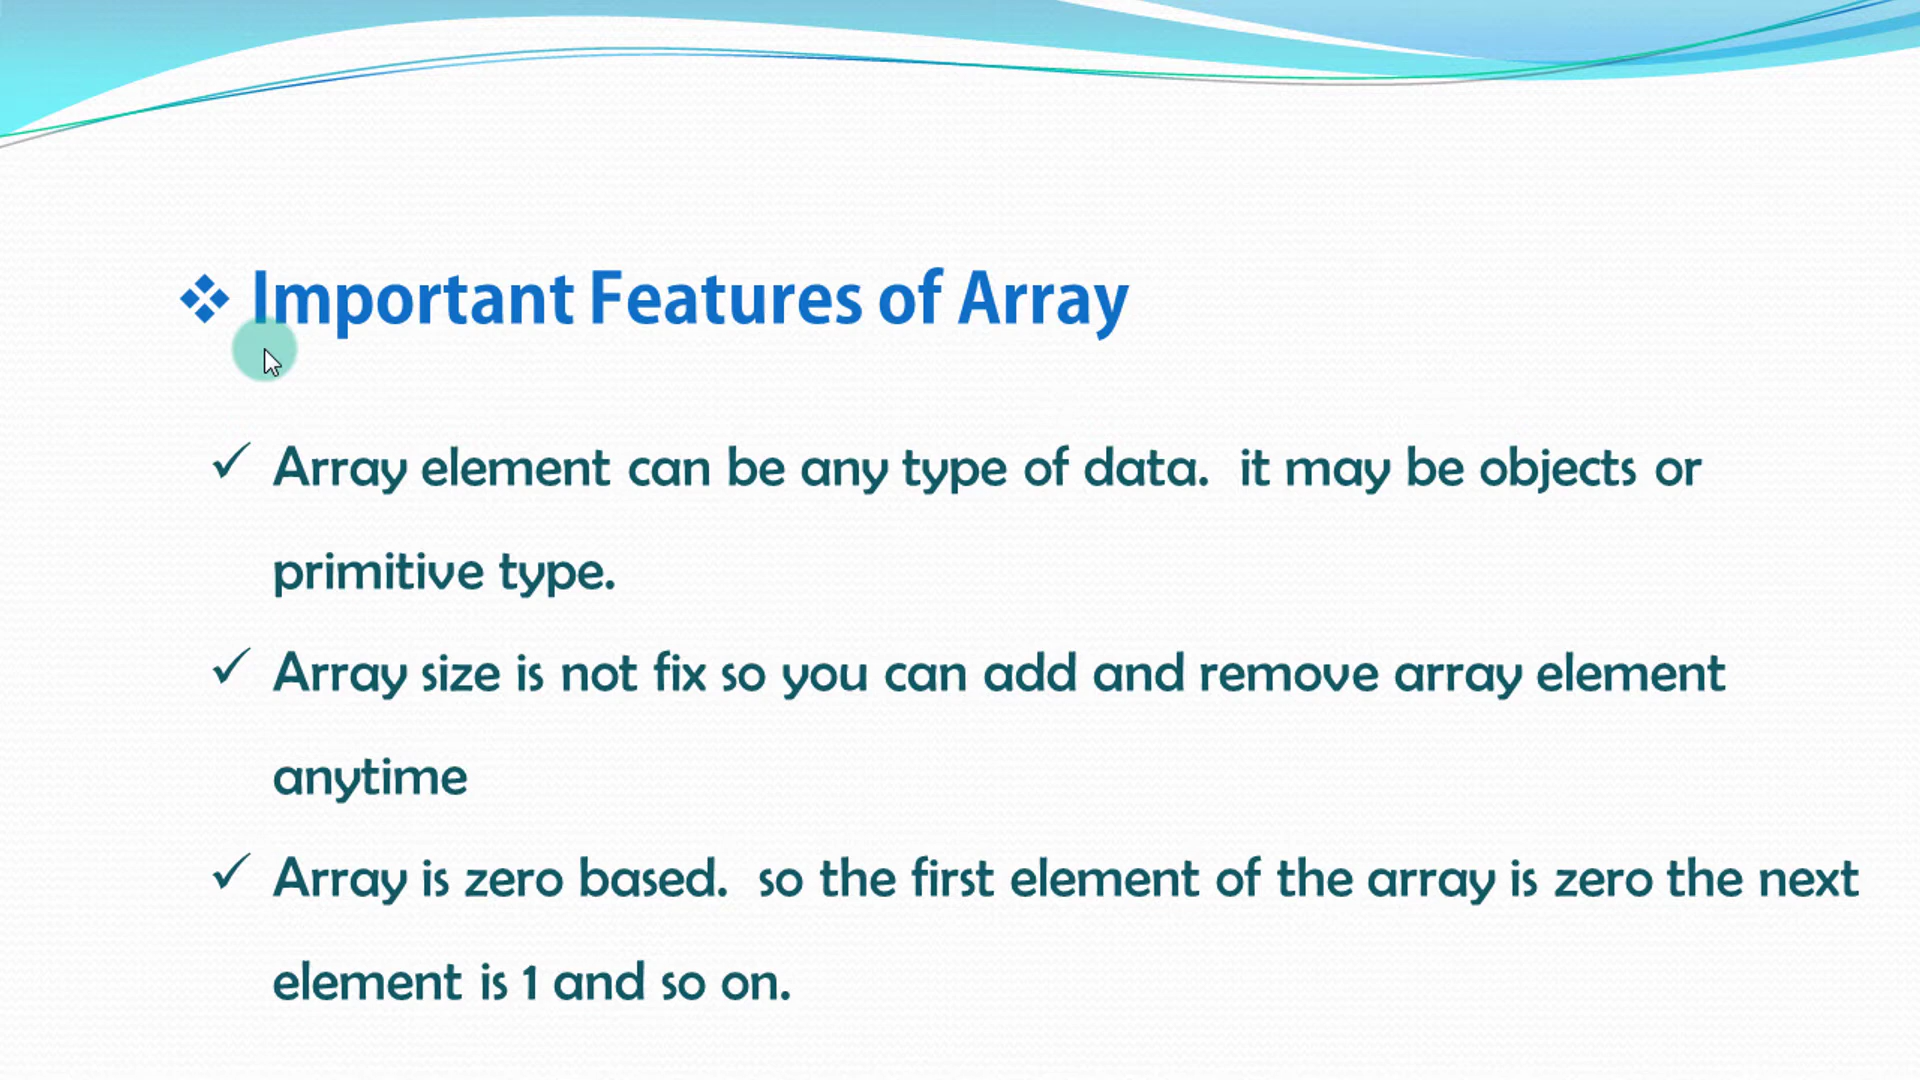 Important Features of Array
Array element can be any type of data. it may be objects or
primitive type.
Array size is not fix so you can add and remove array element
anytime
Array is zero based. so the first element of the array is zero the next
element is 1 and so on.